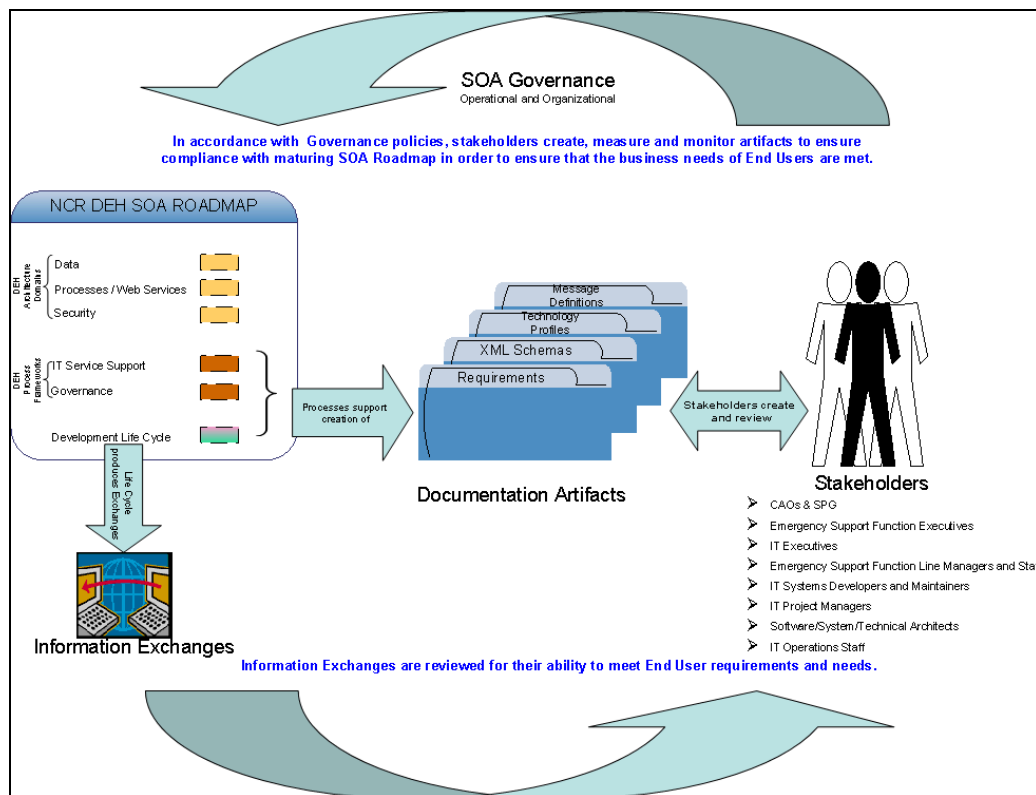 SOA Governance
Operational and Organizational
In accordance with Governance policies, stakeholders create, measure and monitor artifacts to ensure
compliance with maturing SOA Roadmap in order to ensure that the business needs of End Users are met.
NCR DEH SOA ROADMAP
DEH
Architecture
Domains
Data
Processes / Web Services
Security
DEH
Process
Frameworks
IT Service Support
Governance
Development Life Cycle
Life Cycle
produces Exchanges
Information Exchanges
Processes support
creation of
Message
Definitions
Technology
Profiles
XML Schemas
Requirements
Documentation Artifacts
Stakeholders create
and review
Stakeholders
CAOs & SPG
Emergency Support Function Executives
IT Executives
Emergency Support Function Line Managers and Sta
IT Systems Developers and Maintainers
IT Project Managers
Software/System/Technical Architects
IT Operations Staff
Information Exchanges are reviewed for their ability to meet End User requirements and needs.